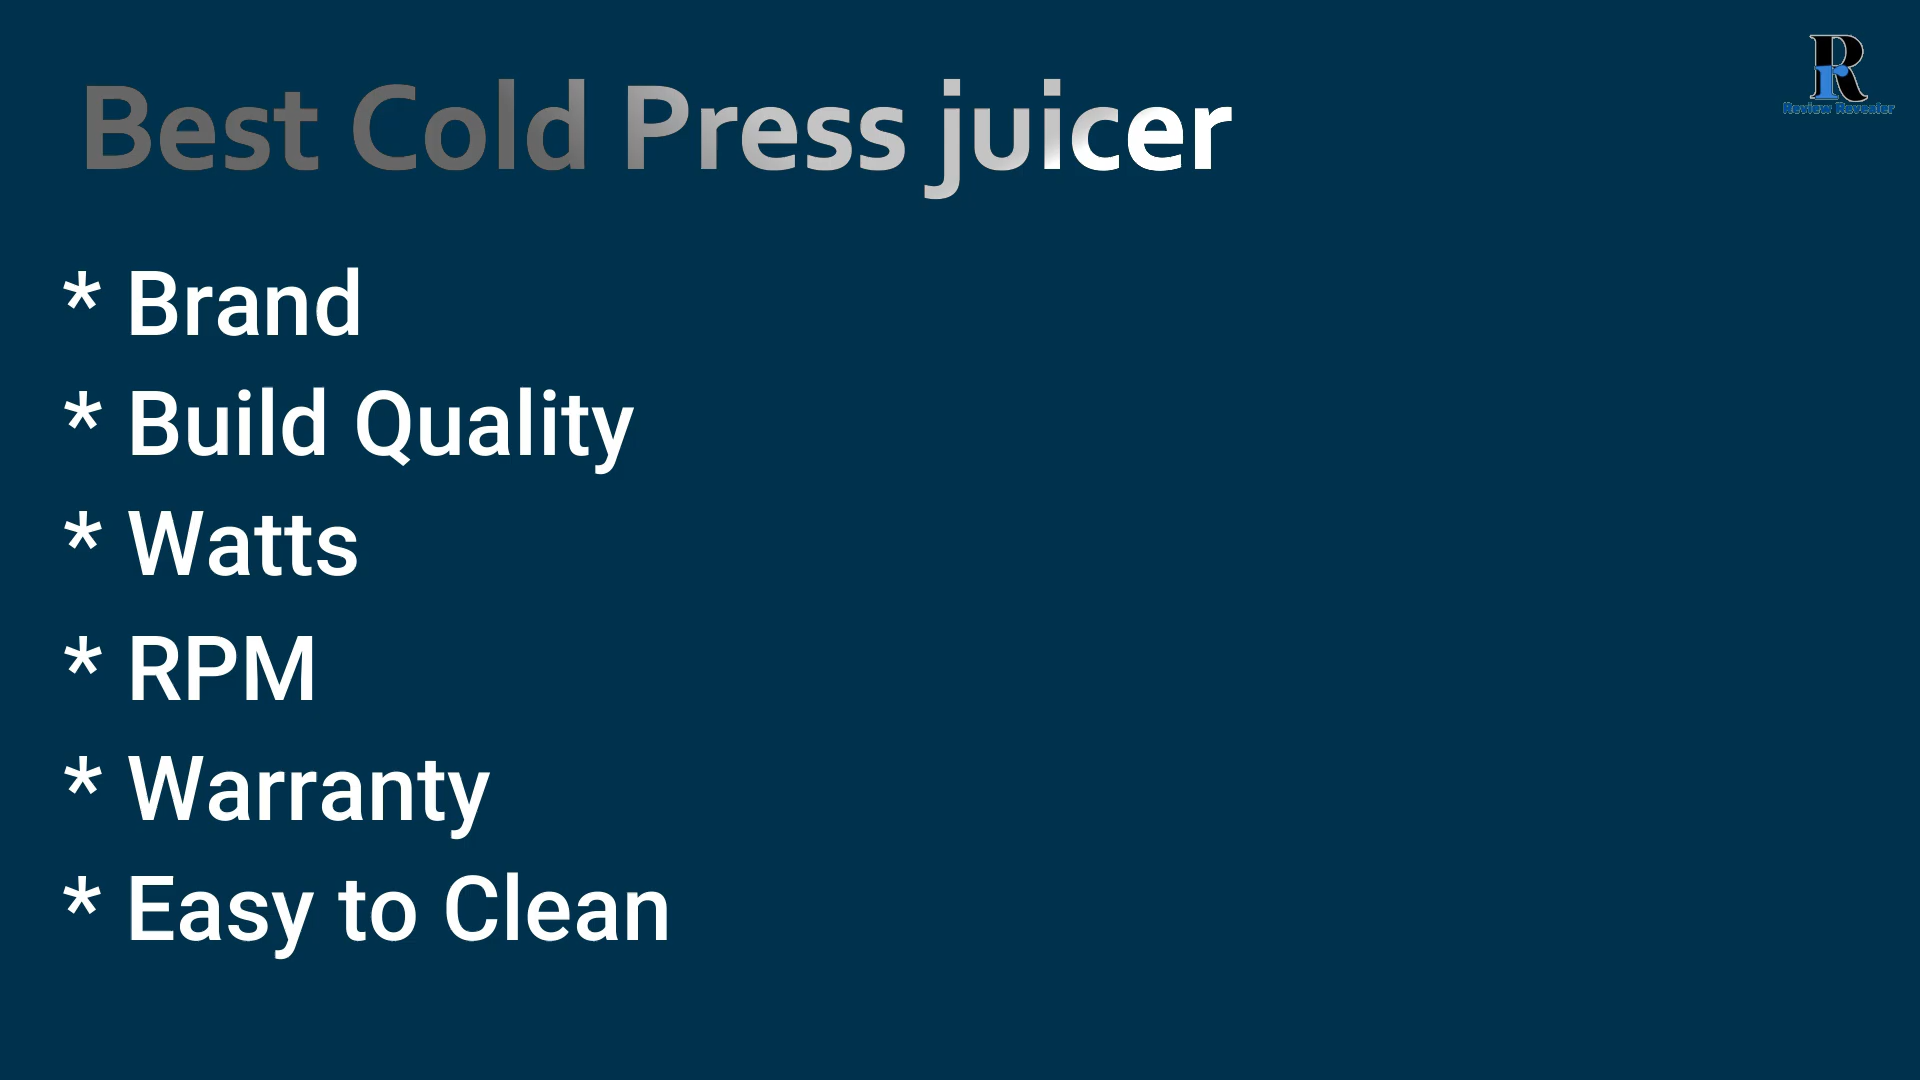 Best Cold Press juicer
* Brand
* Build Quality
* Watts
* RPM
* Warranty
* Easy to Clean
R
Review Revealer